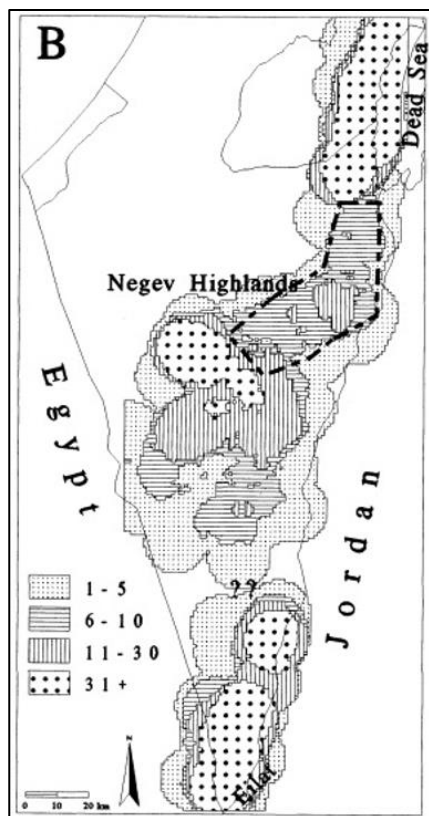 B
Dead Sea
Negev Highlands
Egypt
Jordan
??
1-5
6-10
11-30
31+
N
0 10 20 km
Eilat